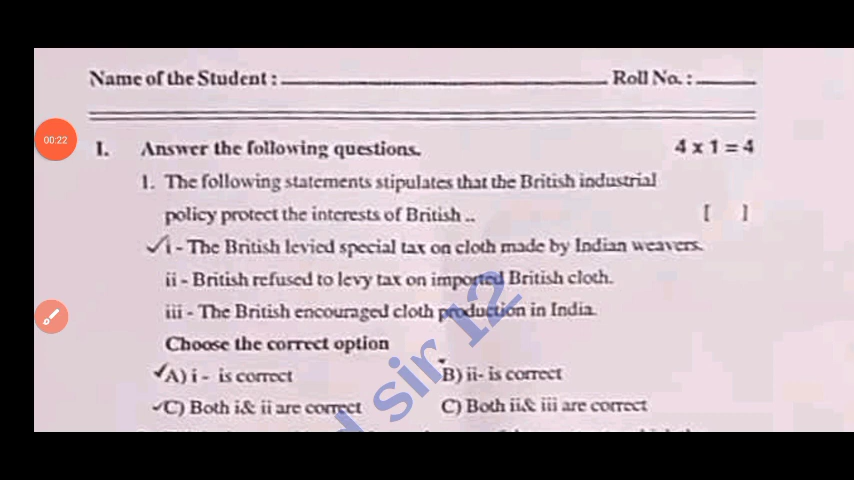 Name of the Student : Roll No. :
00:22
I. Answer the following questions. 4 x 1 = 4
1. The following statements stipulates that the British industrial
policy protect the interests of British .. [ ]
i - The British levied special tax on cloth made by Indian weavers.
ii - British refused to levy tax on imported British cloth.
iii - The British encouraged cloth production in India.
Choose the correct option
A) i - is correct B) ii- is correct
C) Both i& ii are correct C) Both ii& iii are correct
sir 12